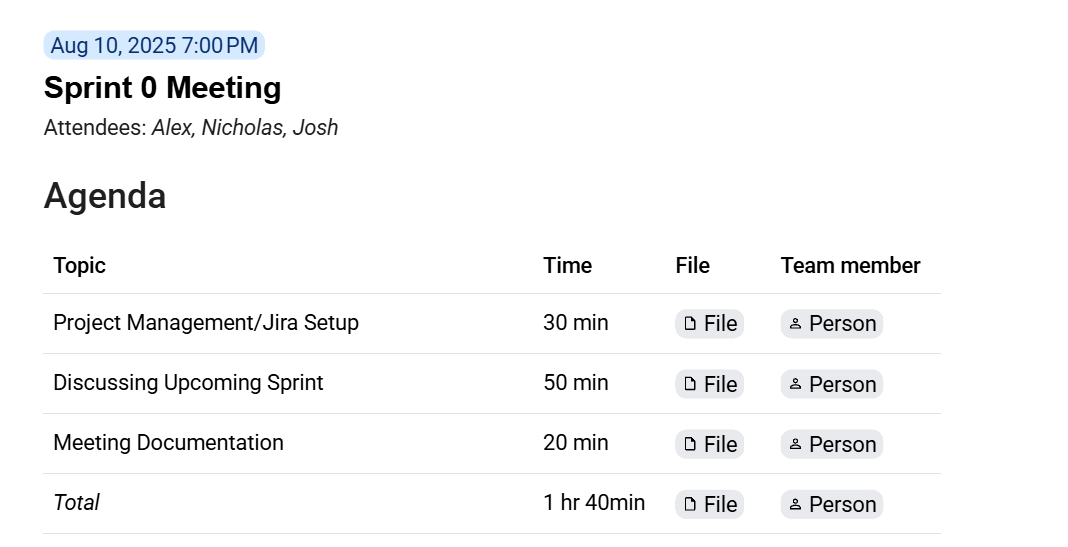 Aug 10, 2025 7:00 PM
Sprint 0 Meeting
Attendees: Alex, Nicholas, Josh
Agenda
Topic Time File Team member
Project Management/Jira Setup 30 min File Person
Discussing Upcoming Sprint 50 min File Person
Meeting Documentation 20 min File Person
Total 1 hr 40min File Person